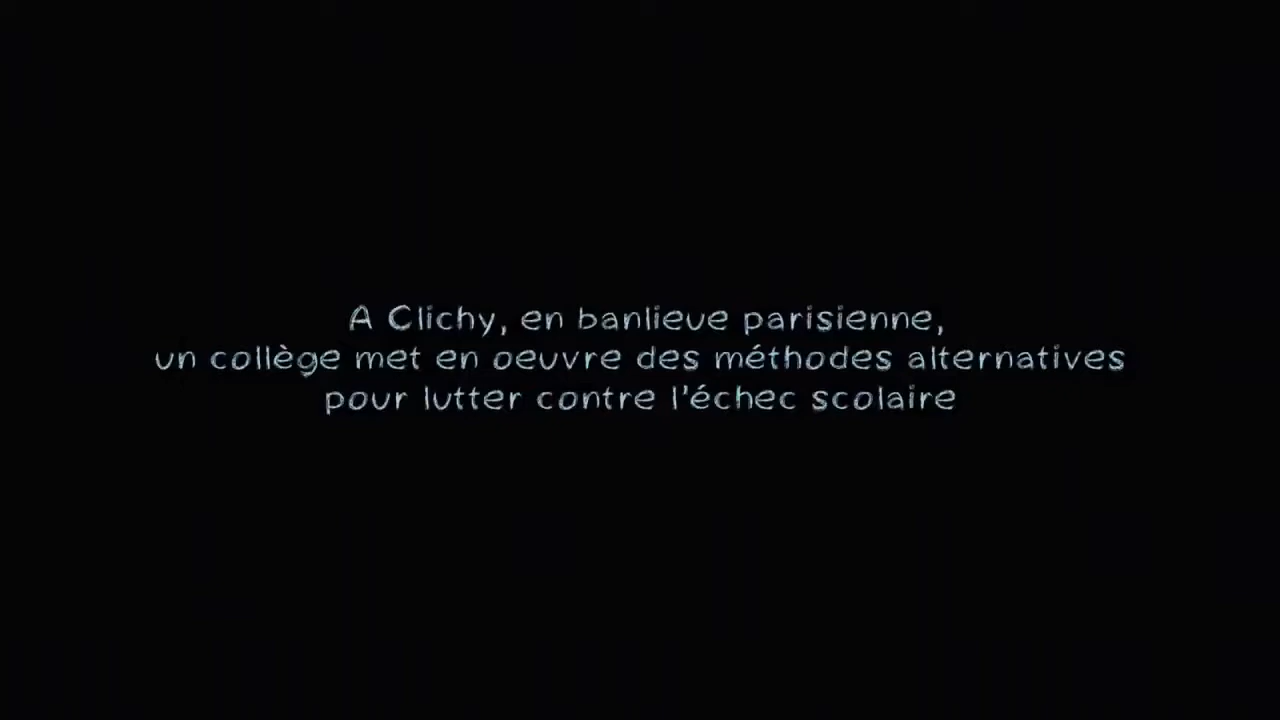 A Clichy, en banlieue parisienne,
un collège met en oeuvre des méthodes alternatives
pour lutter contre l'échec scolaire